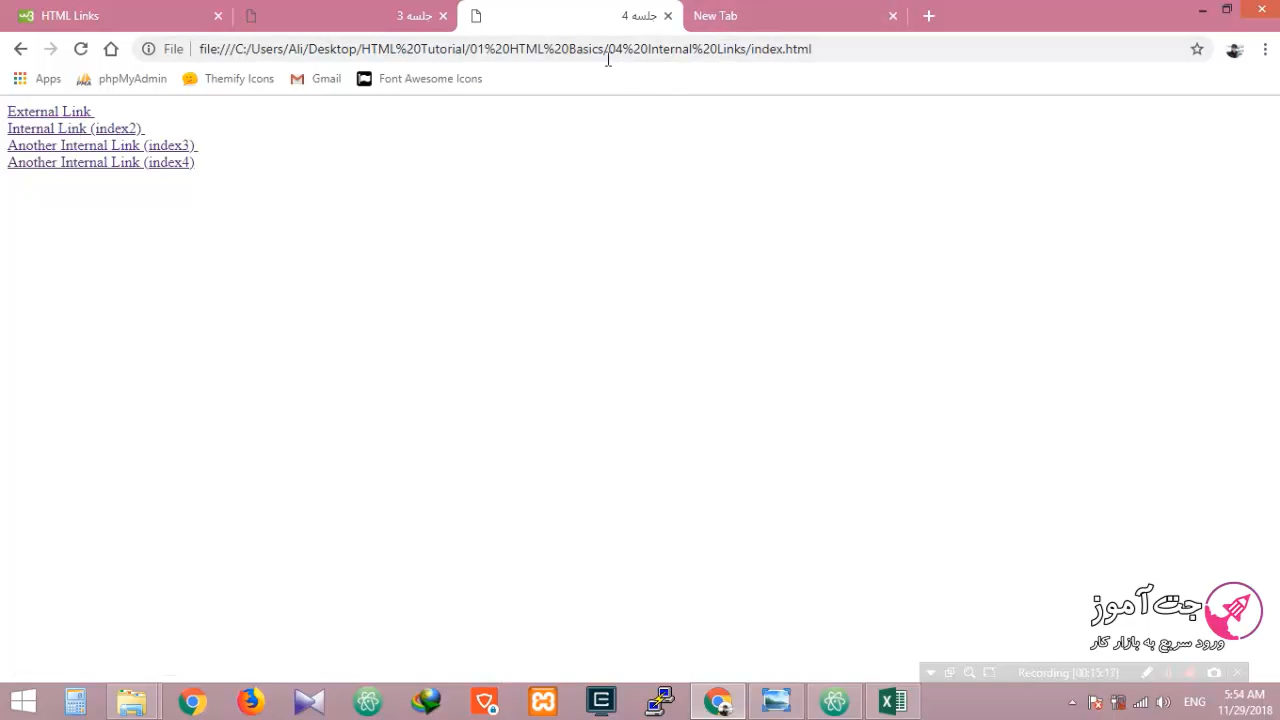 HTML Links
جلسه 3
جلسه 4
New Tab
File
file:///C:/Users/Ali/Desktop/HTML%20Tutorial/01%20HTML%20Basics/04%20Internal%20Links/index.html
Apps
phpMyAdmin
Themify Icons
Gmail
Font Awesome Icons
External Link
Internal Link (index2)
Another Internal Link (index3)
Another Internal Link (index4)
جت‌آموز
ورود سریع به بازار کار
Recording [00:15:17]
ENG
5:54 AM
11/29/2018